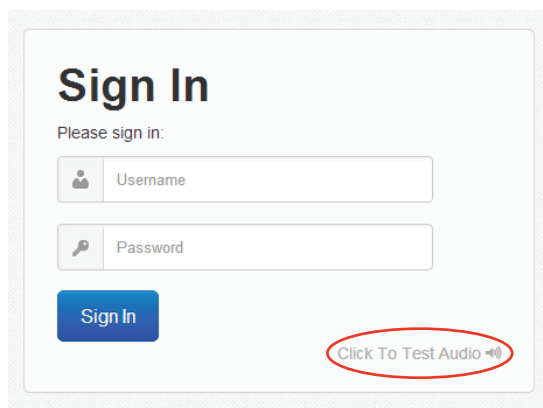 Sign In
Please sign in:
Username
Password
Sign In
Click To Test Audio